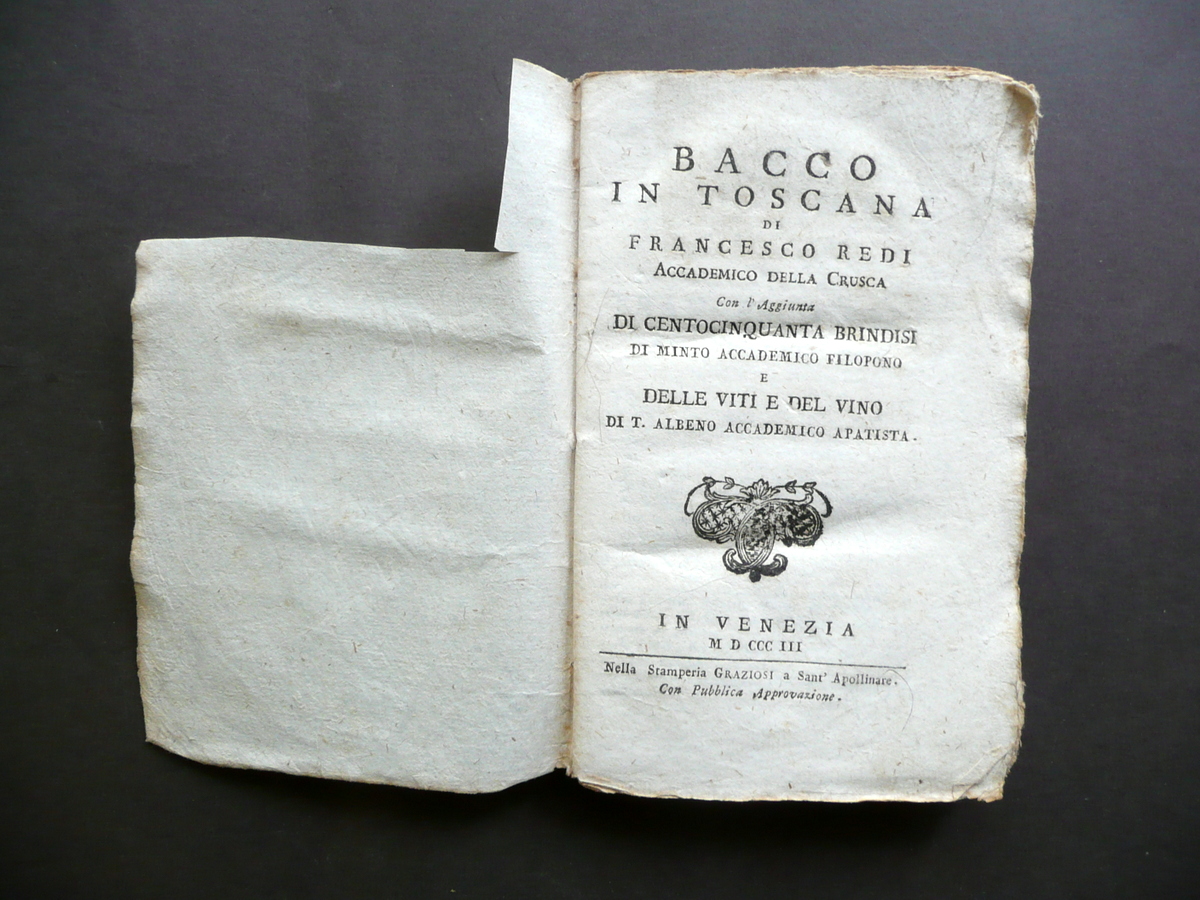 BACCO
IN TOSCANA
DI
FRANCESCO REDI
ACCADEMICO DELLA CRUSCA
Con l'Aggiunta
DI CENTOCINQUANTA BRINDISI
DI MINTO ACCADEMICO FILOPONO
E
DELLE VITI E DEL VINO
DI T. ALBENO ACCADEMICO APATISTA.
IN VENEZIA
M D CCC III
Nella Stamperia GRAZIOSI a Sant' Apollinare.
Con Pubblica Approvazione.